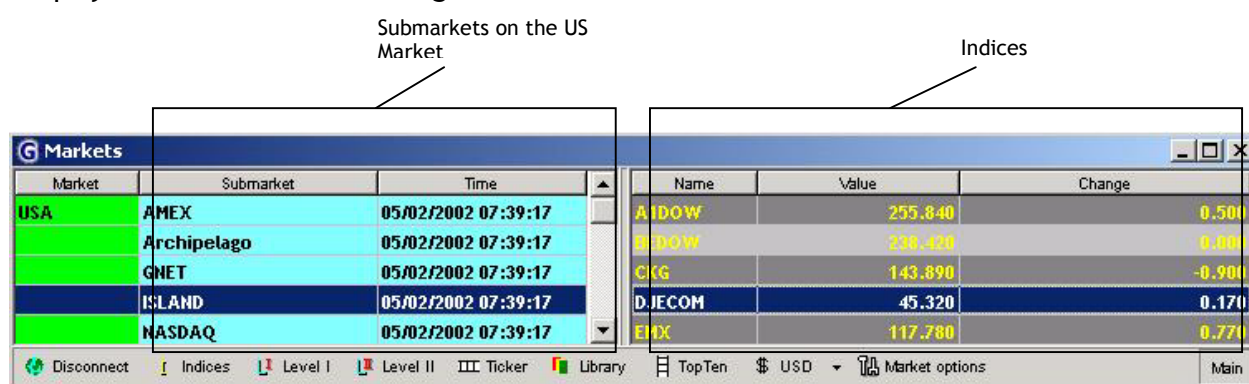 Submarkets on the US
Market
Indices
Markets
Market Submarket Time Name Value Change
USA AMEX 05/02/2002 07:39:17 A1DOW 255.840 0.500
Archipelago 05/02/2002 07:39:17 BEDOW 238.420 0.000
GNET 05/02/2002 07:39:17 CKG 143.890 -0.900
ISLAND 05/02/2002 07:39:17 DJECOM 45.320 0.170
NASDAQ 05/02/2002 07:39:17 EMX 117.780 0.770
Disconnect Indices Level I Level II Ticker Library TopTen $ USD Market options Main